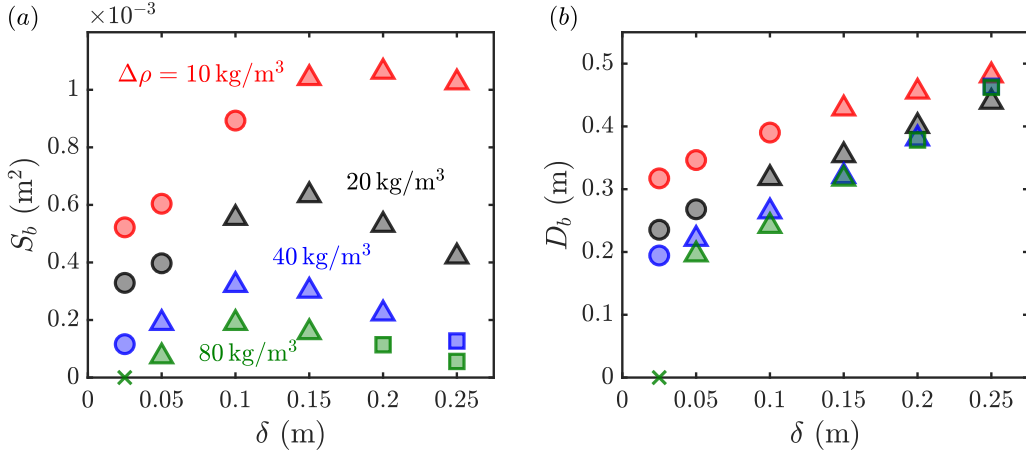 (a)
×10⁻³
Δρ = 10 kg/m³
20 kg/m³
40 kg/m³
80 kg/m³
1
0.8
0.6
0.4
0.2
0
S_b (m²)
0 0.05 0.1 0.15 0.2 0.25
δ (m)
(b)
0.5
0.4
0.3
0.2
0.1
0
D_b (m)
0 0.05 0.1 0.15 0.2 0.25
δ (m)